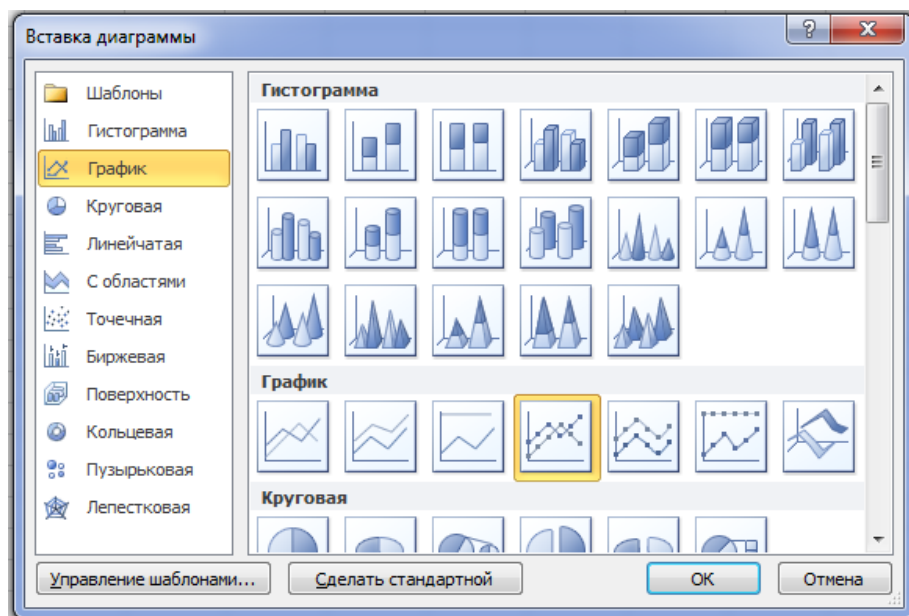 Вставка диаграммы
Шаблоны
Гистограмма
График
Круговая
Линейчатая
С областями
Точечная
Биржевая
Поверхность
Кольцевая
Пузырьковая
Лепестковая
Гистограмма
График
Круговая
Управление шаблонами...
Сделать стандартной
ОК
Отмена